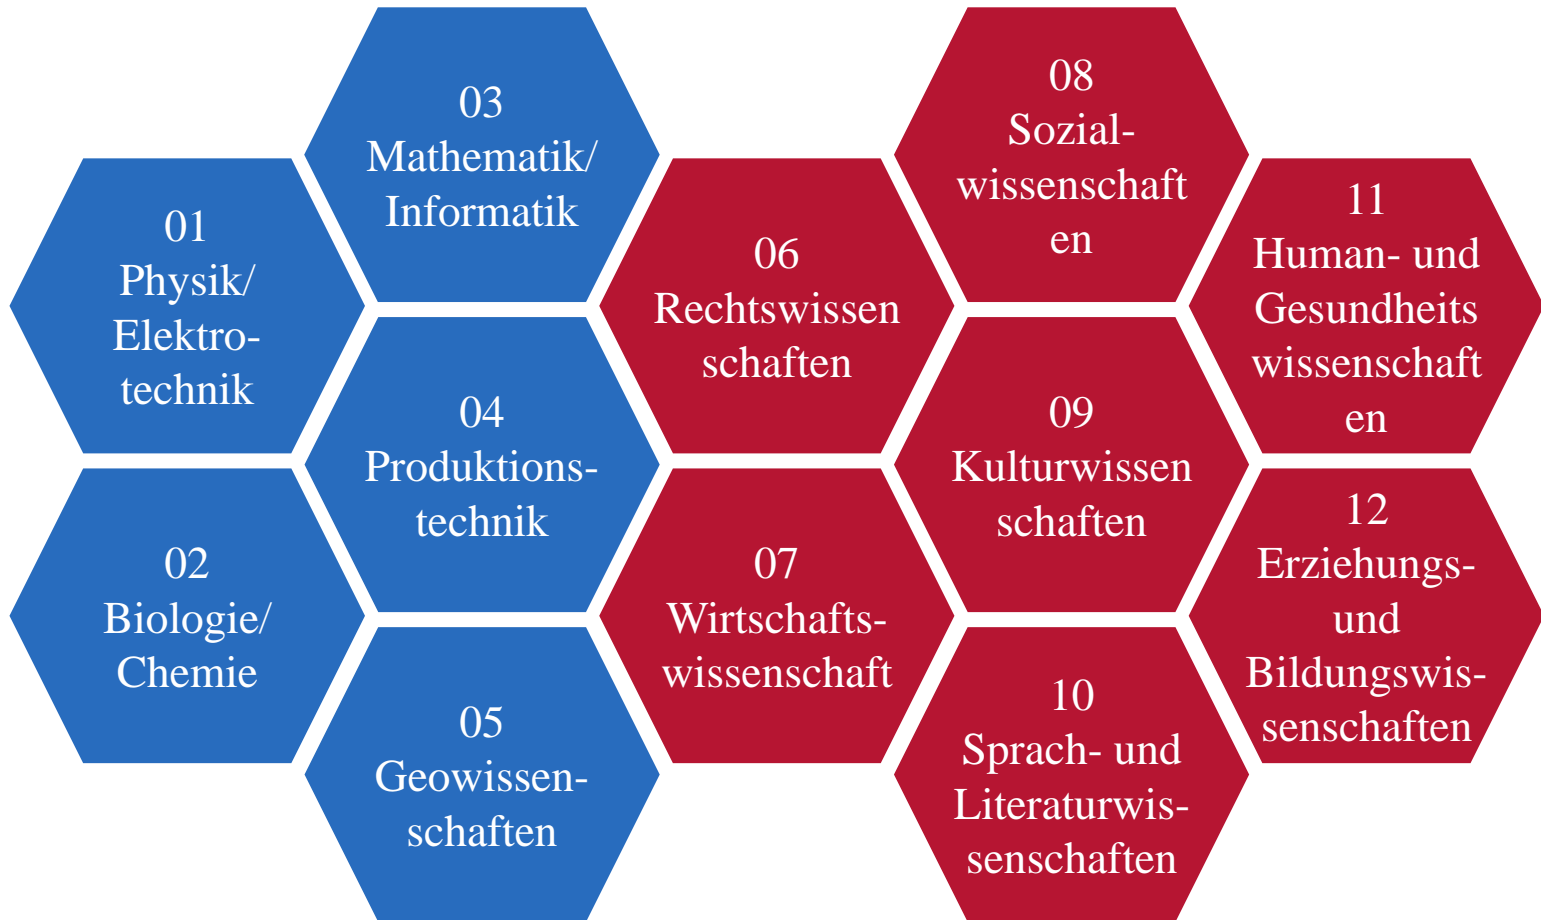 01
Physik/
Elektro-
technik
02
Biologie/
Chemie
03
Mathematik/
Informatik
04
Produktions-
technik
05
Geowissen-
schaften
06
Rechtswissen
schaften
07
Wirtschafts-
wissenschaft
08
Sozial-
wissenschaft
en
09
Kulturwissen
schaften
10
Sprach- und
Literaturwis-
senschaften
11
Human- und
Gesundheits
wissenschaft
en
12
Erziehungs-
und
Bildungswis-
senschaften